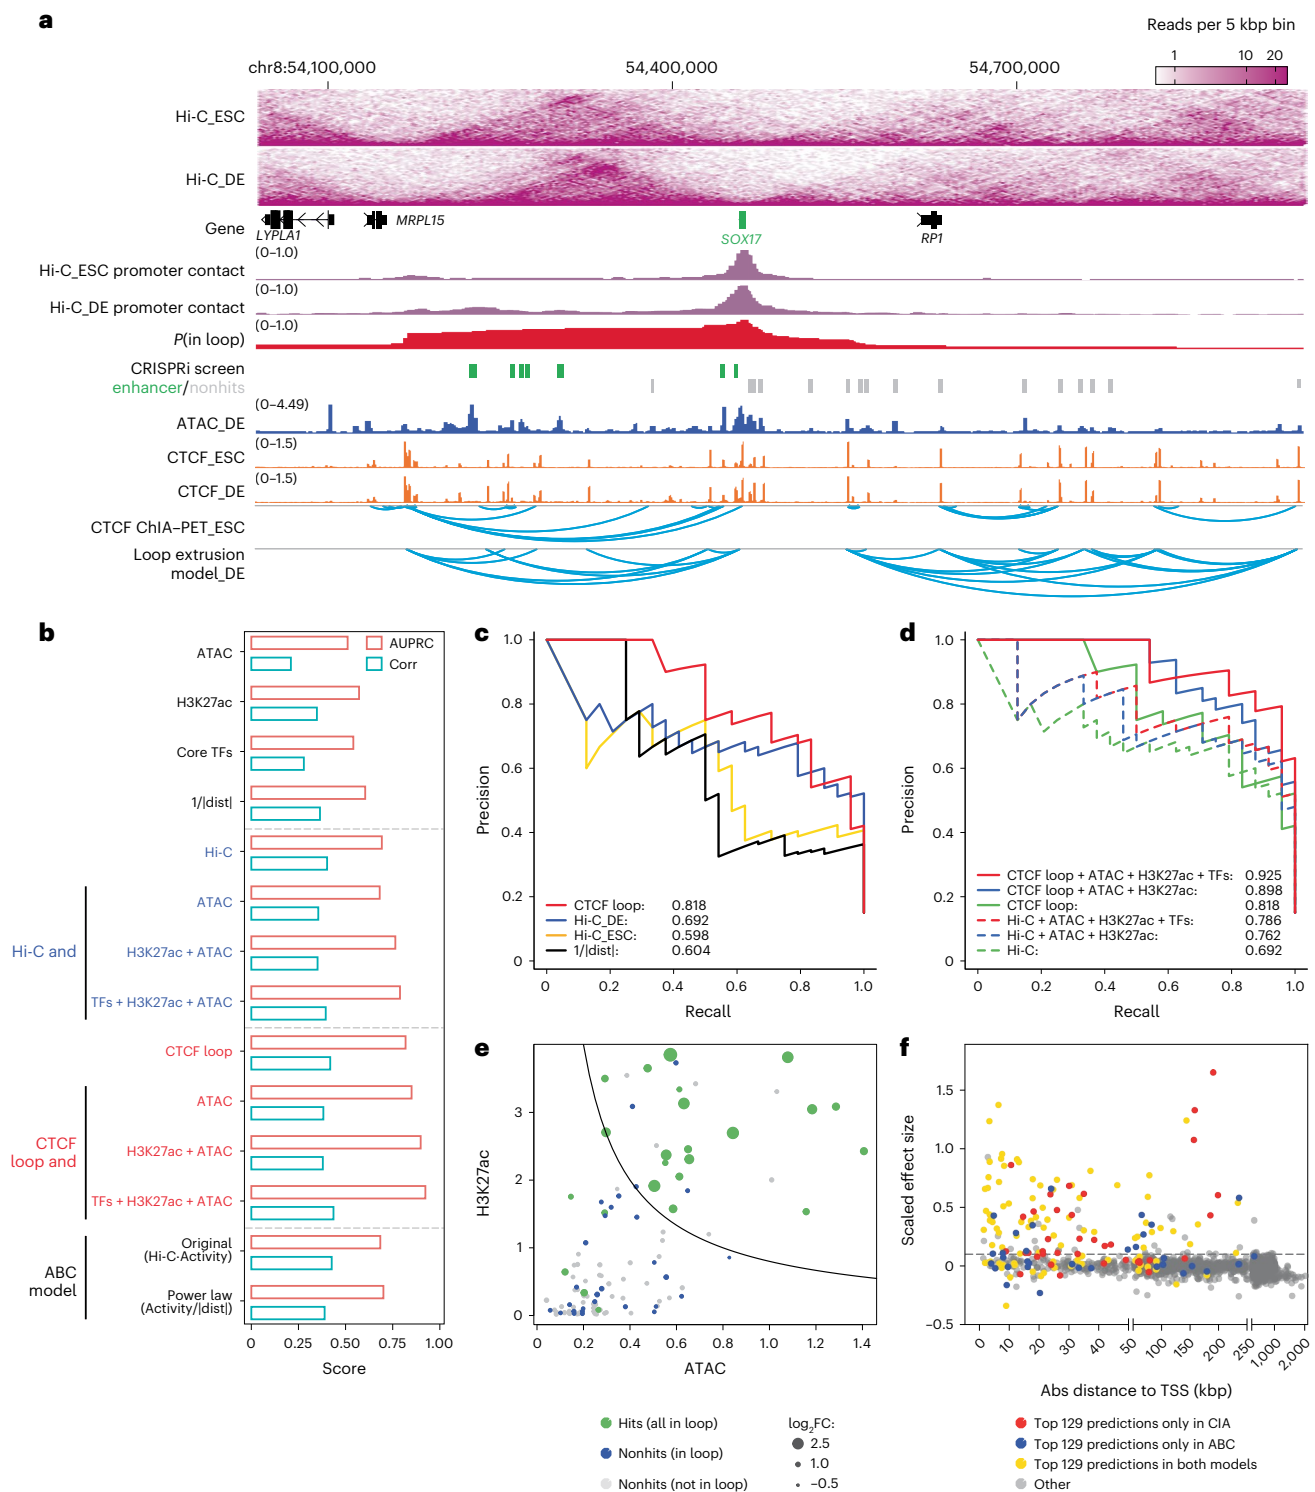 a
Reads per 5 kbp bin
1 10 20
chr8:54,100,000 54,400,000 54,700,000
Hi-C_ESC
Hi-C_DE
Gene
LYPLA1
MRPL15
SOX17
RP1
Hi-C_ESC promoter contact
(0–1.0)
Hi-C_DE promoter contact
(0–1.0)
P(in loop)
(0–1.0)
CRISPRi screen
enhancer/nonhits
ATAC_DE
(0–4.49)
CTCF_ESC
(0–1.5)
CTCF_DE
(0–1.5)
CTCF ChIA–PET_ESC
Loop extrusion
model_DE
b
AUPRC
Corr
ATAC
H3K27ac
Core TFs
1/|dist|
Hi-C
Hi-C and
ATAC
H3K27ac + ATAC
TFs + H3K27ac + ATAC
CTCF loop
CTCF
loop and
ATAC
H3K27ac + ATAC
TFs + H3K27ac + ATAC
ABC
model
Original
(Hi-C·Activity)
Power law
(Activity/|dist|)
0 0.25 0.50 0.75 1.00
Score
c
Precision
1.0
0.8
0.6
0.4
0.2
0
CTCF loop: 0.818
Hi-C_DE: 0.692
Hi-C_ESC: 0.598
1/|dist|: 0.604
0 0.2 0.4 0.6 0.8 1.0
Recall
d
Precision
1.0
0.8
0.6
0.4
0.2
0
CTCF loop + ATAC + H3K27ac + TFs: 0.925
CTCF loop + ATAC + H3K27ac: 0.898
CTCF loop: 0.818
Hi-C + ATAC + H3K27ac + TFs: 0.786
Hi-C + ATAC + H3K27ac: 0.762
Hi-C: 0.692
0 0.2 0.4 0.6 0.8 1.0
Recall
e
H3K27ac
3
2
1
0
0 0.2 0.4 0.6 0.8 1.0 1.2 1.4
ATAC
Hits (all in loop)
Nonhits (in loop)
Nonhits (not in loop)
log2FC:
2.5
1.0
−0.5
f
Scaled effect size
1.5
1.0
0.5
0
−0.5
0 10 20 30 40 50 100 150 200 250 1,000 2,000
Abs distance to TSS (kbp)
Top 129 predictions only in CIA
Top 129 predictions only in ABC
Top 129 predictions in both models
Other